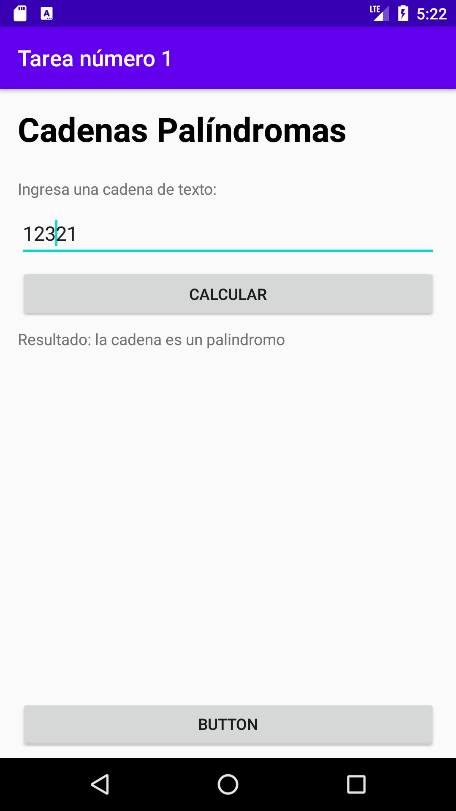 LTE 5:22
Tarea número 1
Cadenas Palíndromas
Ingresa una cadena de texto:
12321
CALCULAR
Resultado: la cadena es un palindromo
BUTTON